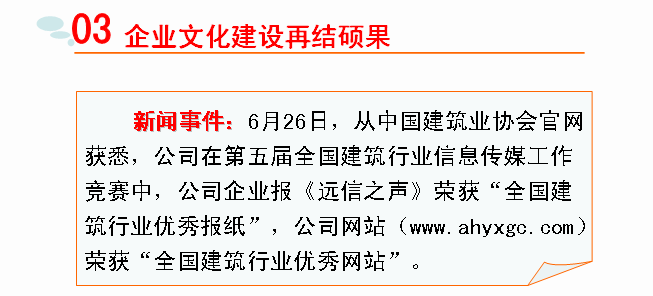 03 企业文化建设再结硕果
新闻事件：6月26日，从中国建筑业协会官网
获悉，公司在第五届全国建筑行业信息传媒工作
竞赛中，公司企业报《远信之声》荣获“全国建
筑行业优秀报纸”，公司网站（www.ahyxgc.com）
荣获“全国建筑行业优秀网站”。